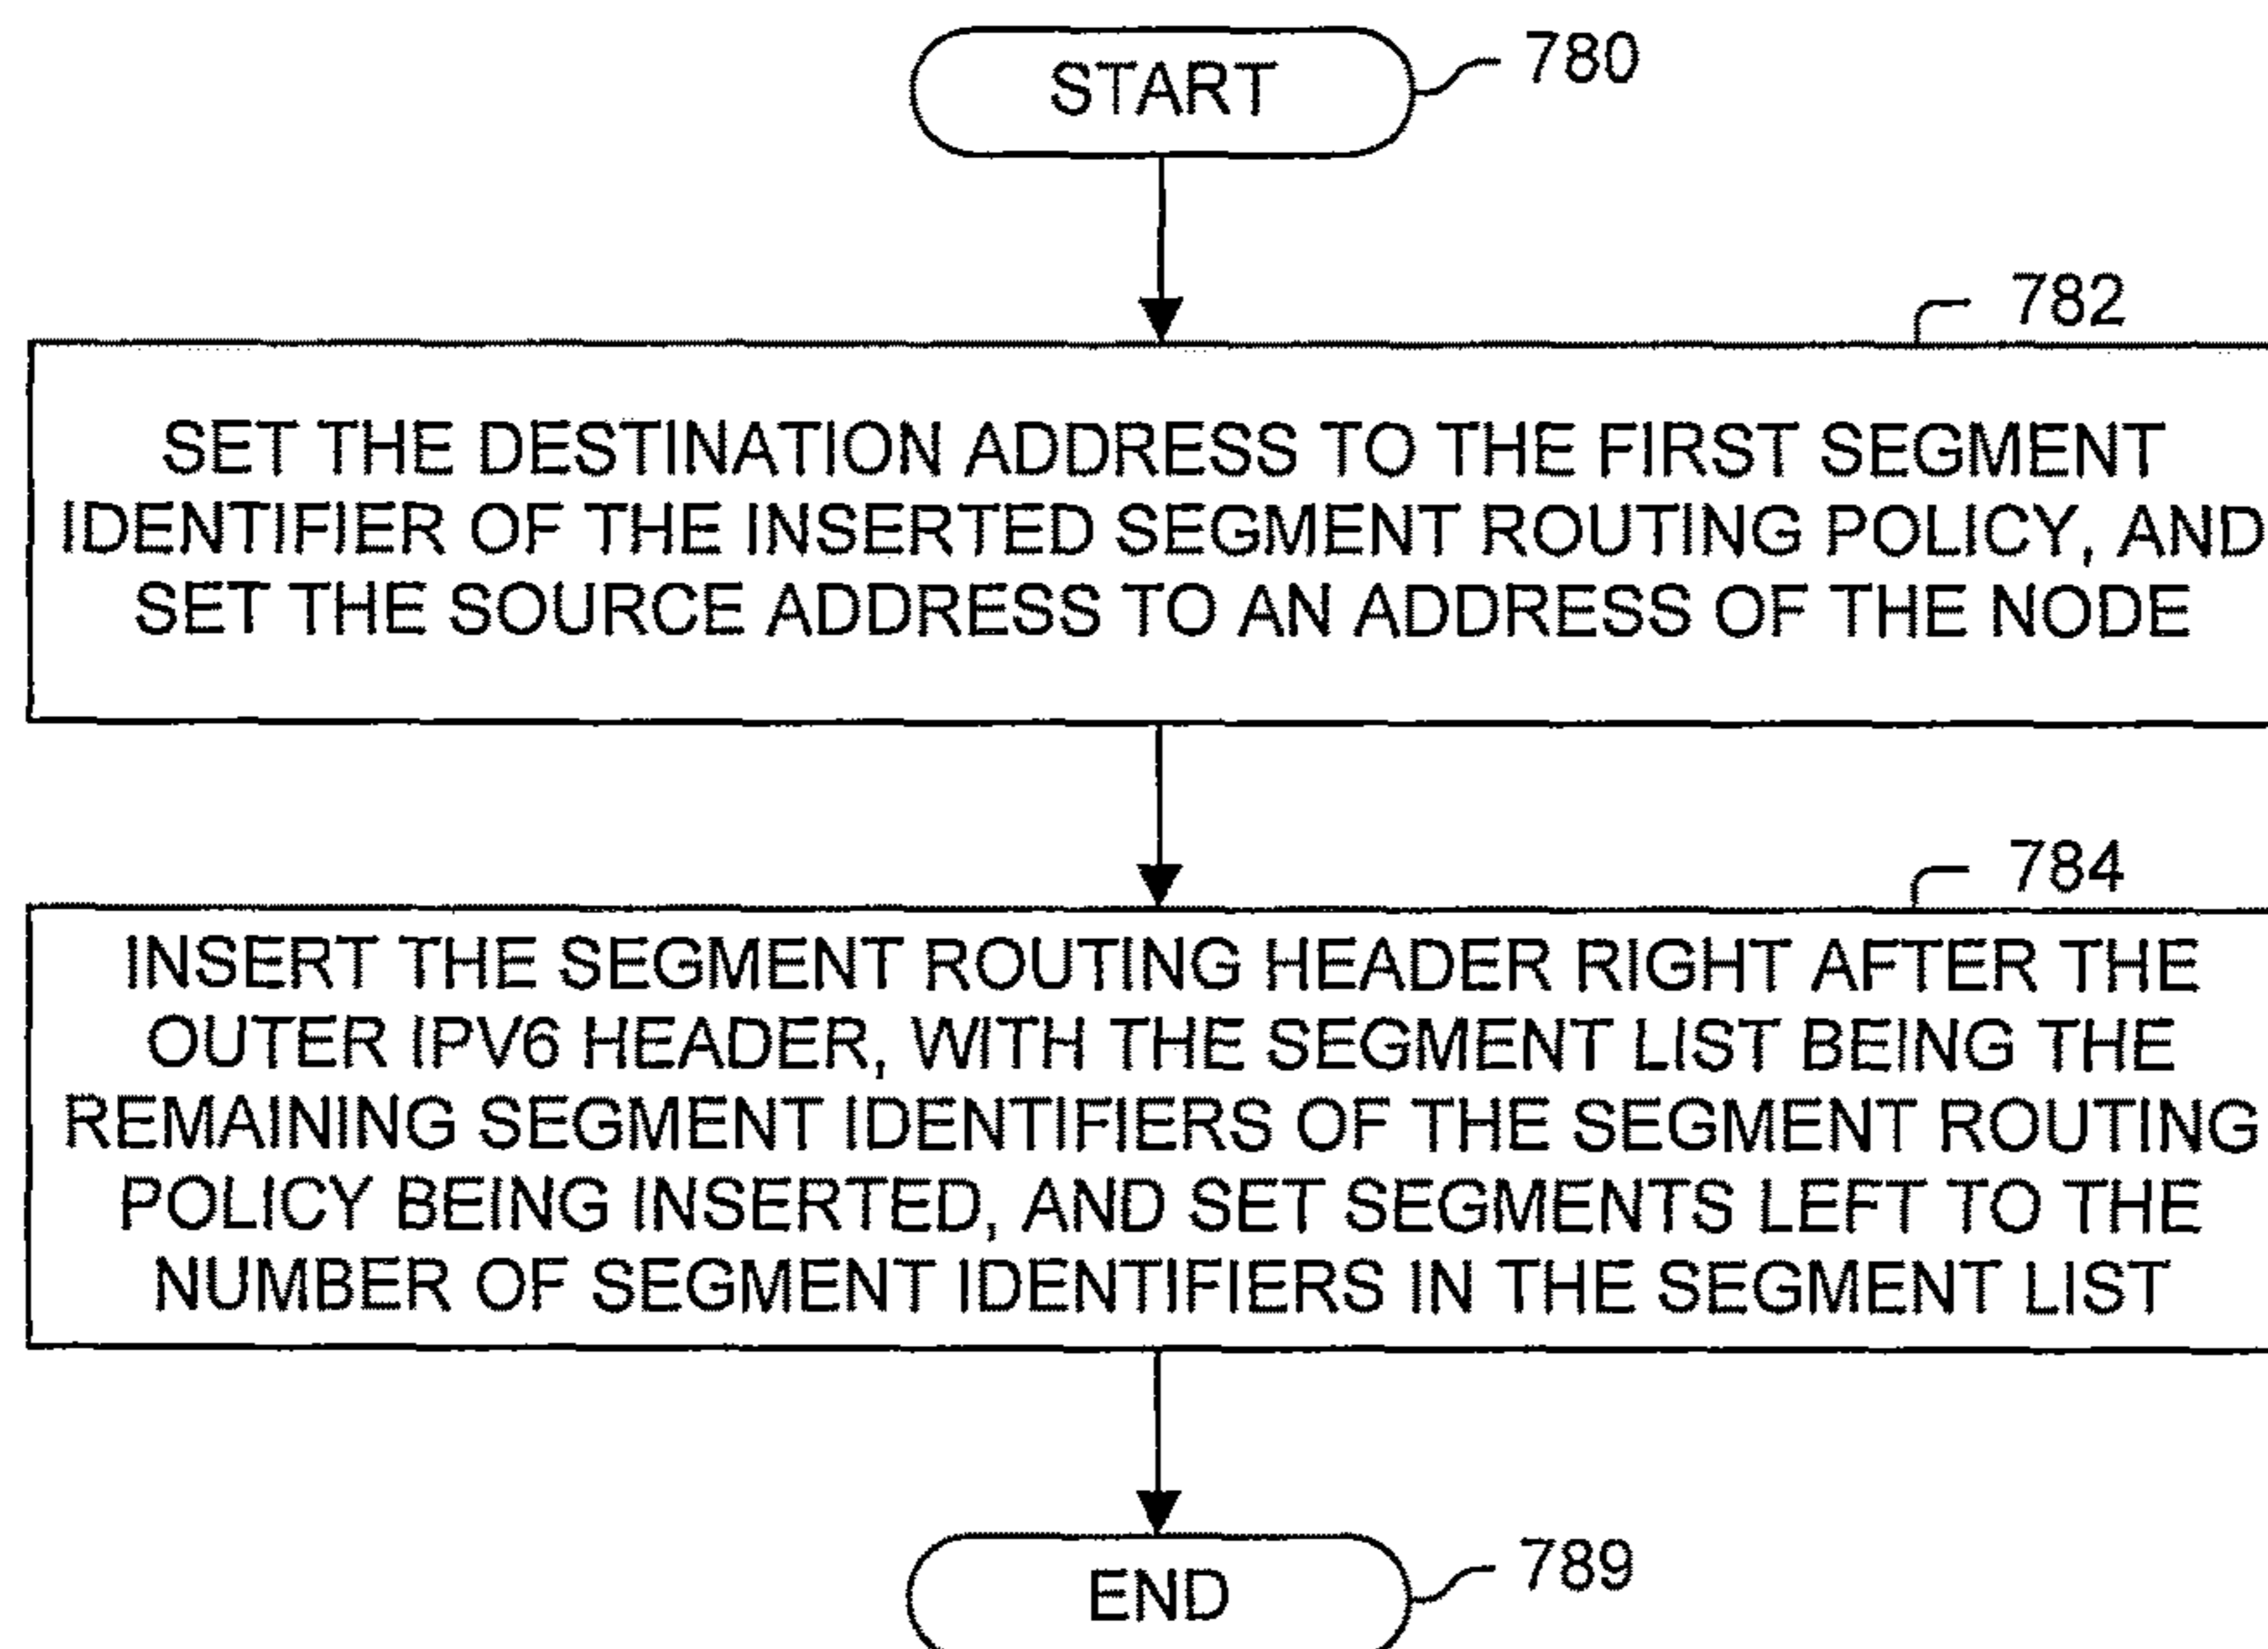 START
780
782
SET THE DESTINATION ADDRESS TO THE FIRST SEGMENT
IDENTIFIER OF THE INSERTED SEGMENT ROUTING POLICY, AND
SET THE SOURCE ADDRESS TO AN ADDRESS OF THE NODE
784
INSERT THE SEGMENT ROUTING HEADER RIGHT AFTER THE
OUTER IPV6 HEADER, WITH THE SEGMENT LIST BEING THE
REMAINING SEGMENT IDENTIFIERS OF THE SEGMENT ROUTING
POLICY BEING INSERTED, AND SET SEGMENTS LEFT TO THE
NUMBER OF SEGMENT IDENTIFIERS IN THE SEGMENT LIST
END
789